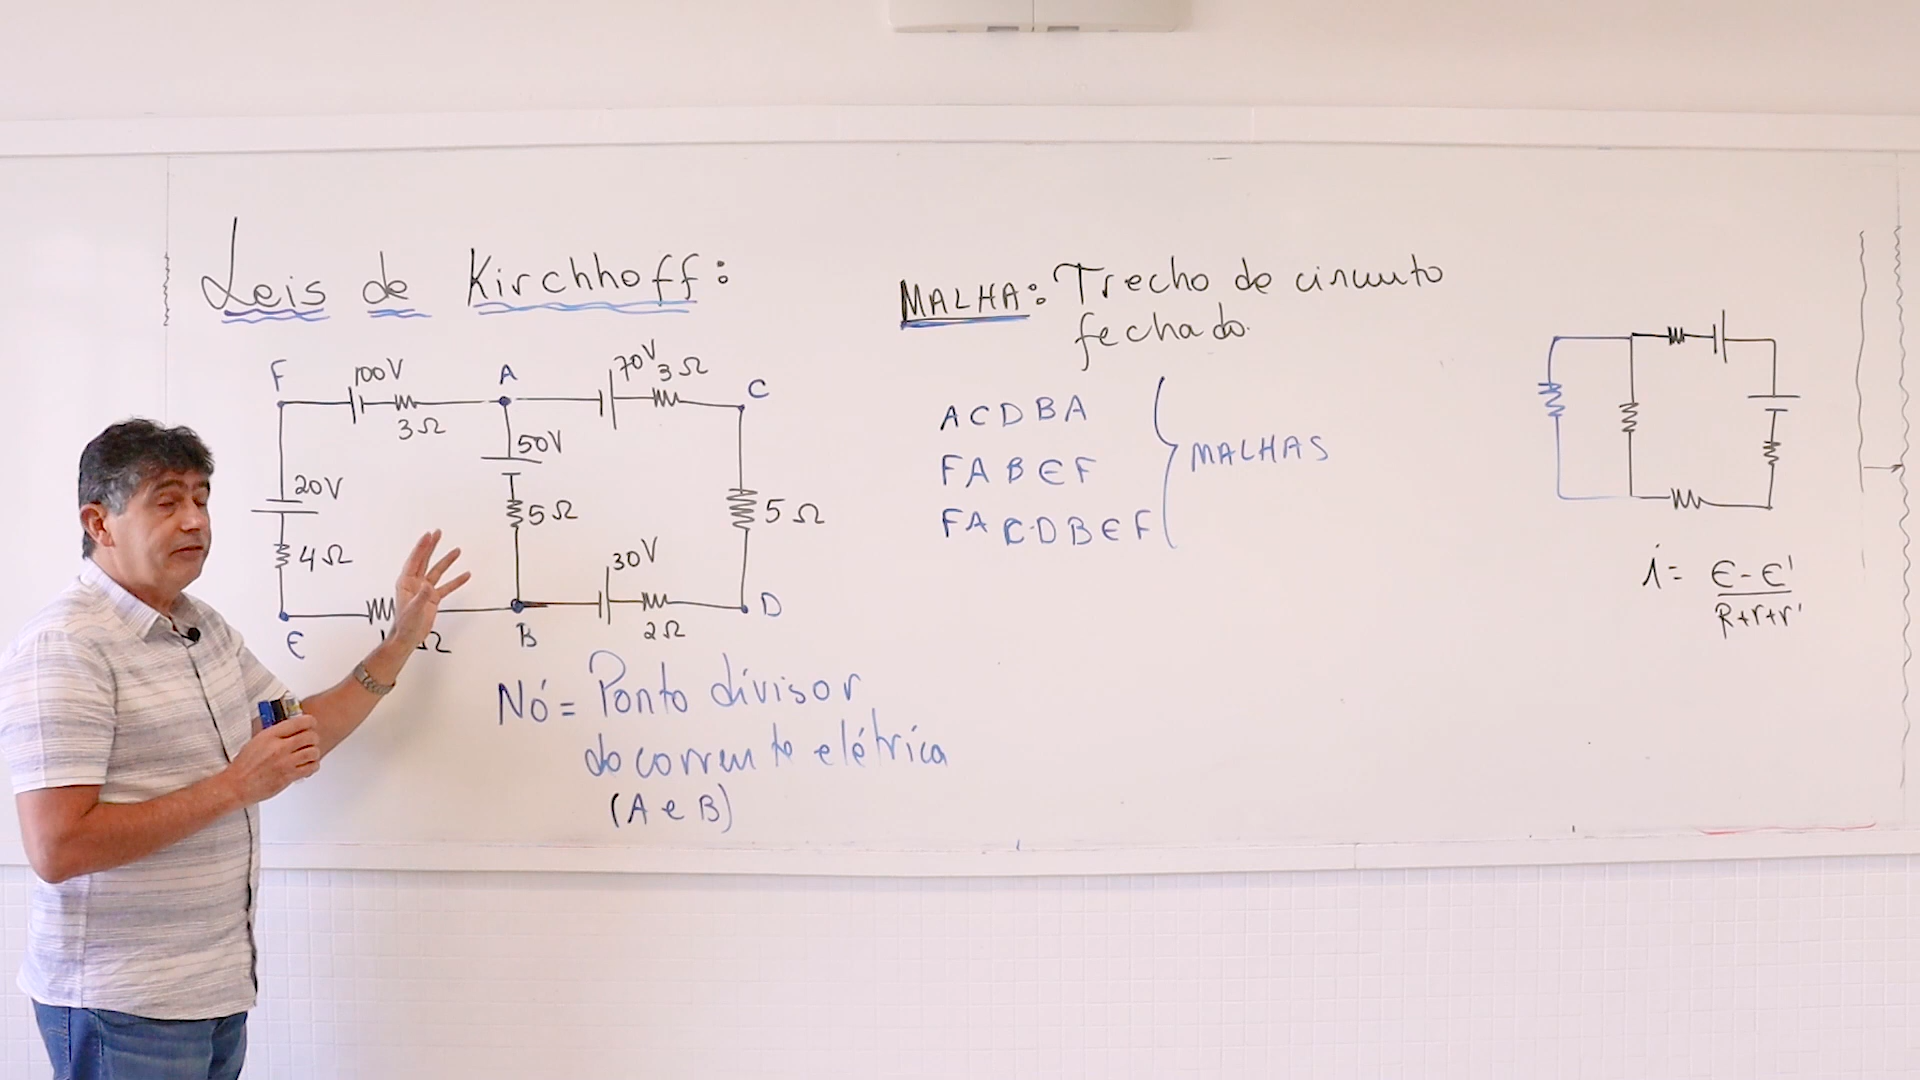 Leis de Kirchhoff:
F
100V
3Ω
A
70V
3Ω
C
50V
5Ω
20V
4Ω
5Ω
30V
2Ω
E
Ω
B
D
Nó = Ponto divisor
de corrente elétrica
(A e B)
MALHA: Trecho de circuito
fechado.
ACDBA
FABEF
FACDBEF
MALHAS
i = ε - ε'
R+r+r'